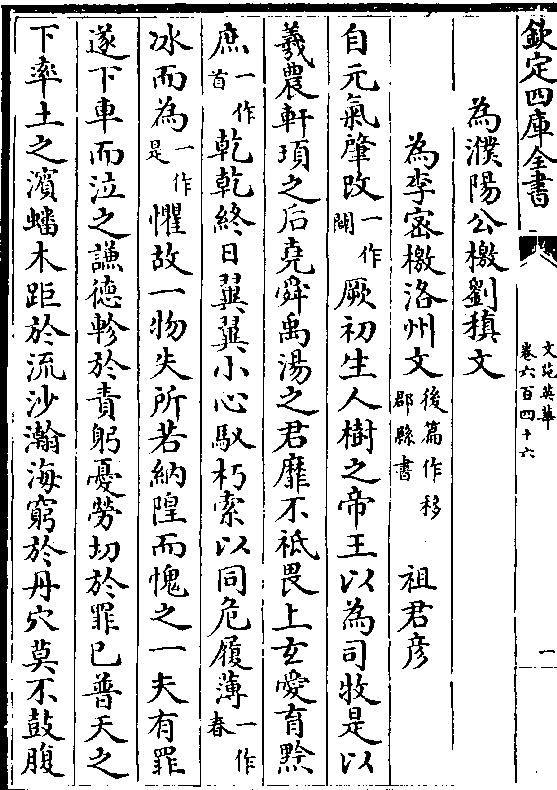 欽定四庫全書
文苑英華
卷六百四十六
一
為濮陽公檄劉稹文
為李密檄洛州文後篇作移郡縣書 祖君彦
自元氣肇改一作闢厥初生人樹之帝王以為司牧是以
羲農軒頊之后堯舜禹湯之君靡不祗畏上玄愛育黔
庶一作首乾乾終日翼翼小心馭朽索以同危履薄一作春
冰而為一作是懼故一物失所若納隍而愧之一夫有罪
遂下車而泣之謙德軫於責躬憂勞切於罪已普天之
下率土之濱蟠木距於流沙瀚海窮於丹穴莫不鼓腹